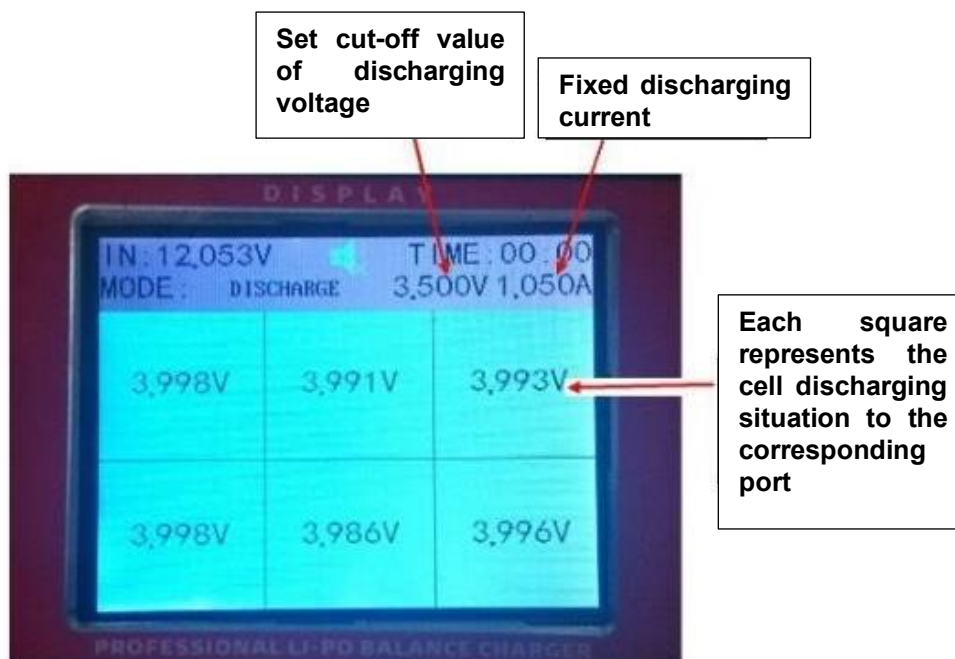 Set cut-off value
of discharging
voltage
Fixed discharging
current
DISPLAY
IN:12,053V TIME:00:00
MODE: DISCHARGE 3,500V 1,050A
3,998V 3,991V 3,993V
Each square
represents the
cell discharging
situation to the
corresponding
port
3,998V 3,986V 3,996V
PROFESSIONAL LI-PO BALANCE CHARGER